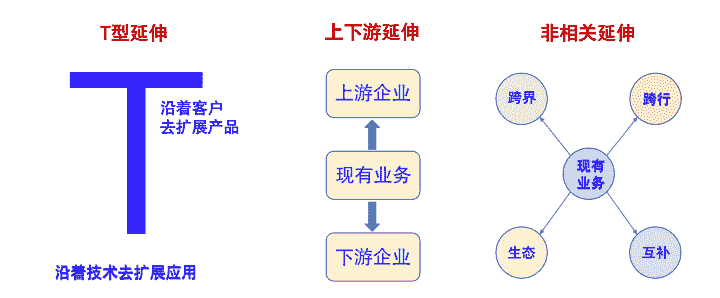 T型延伸
沿着客户
去扩展产品
沿着技术去扩展应用
上下游延伸
上游企业
现有业务
下游企业
非相关延伸
跨界
跨行
现有
业务
生态
互补